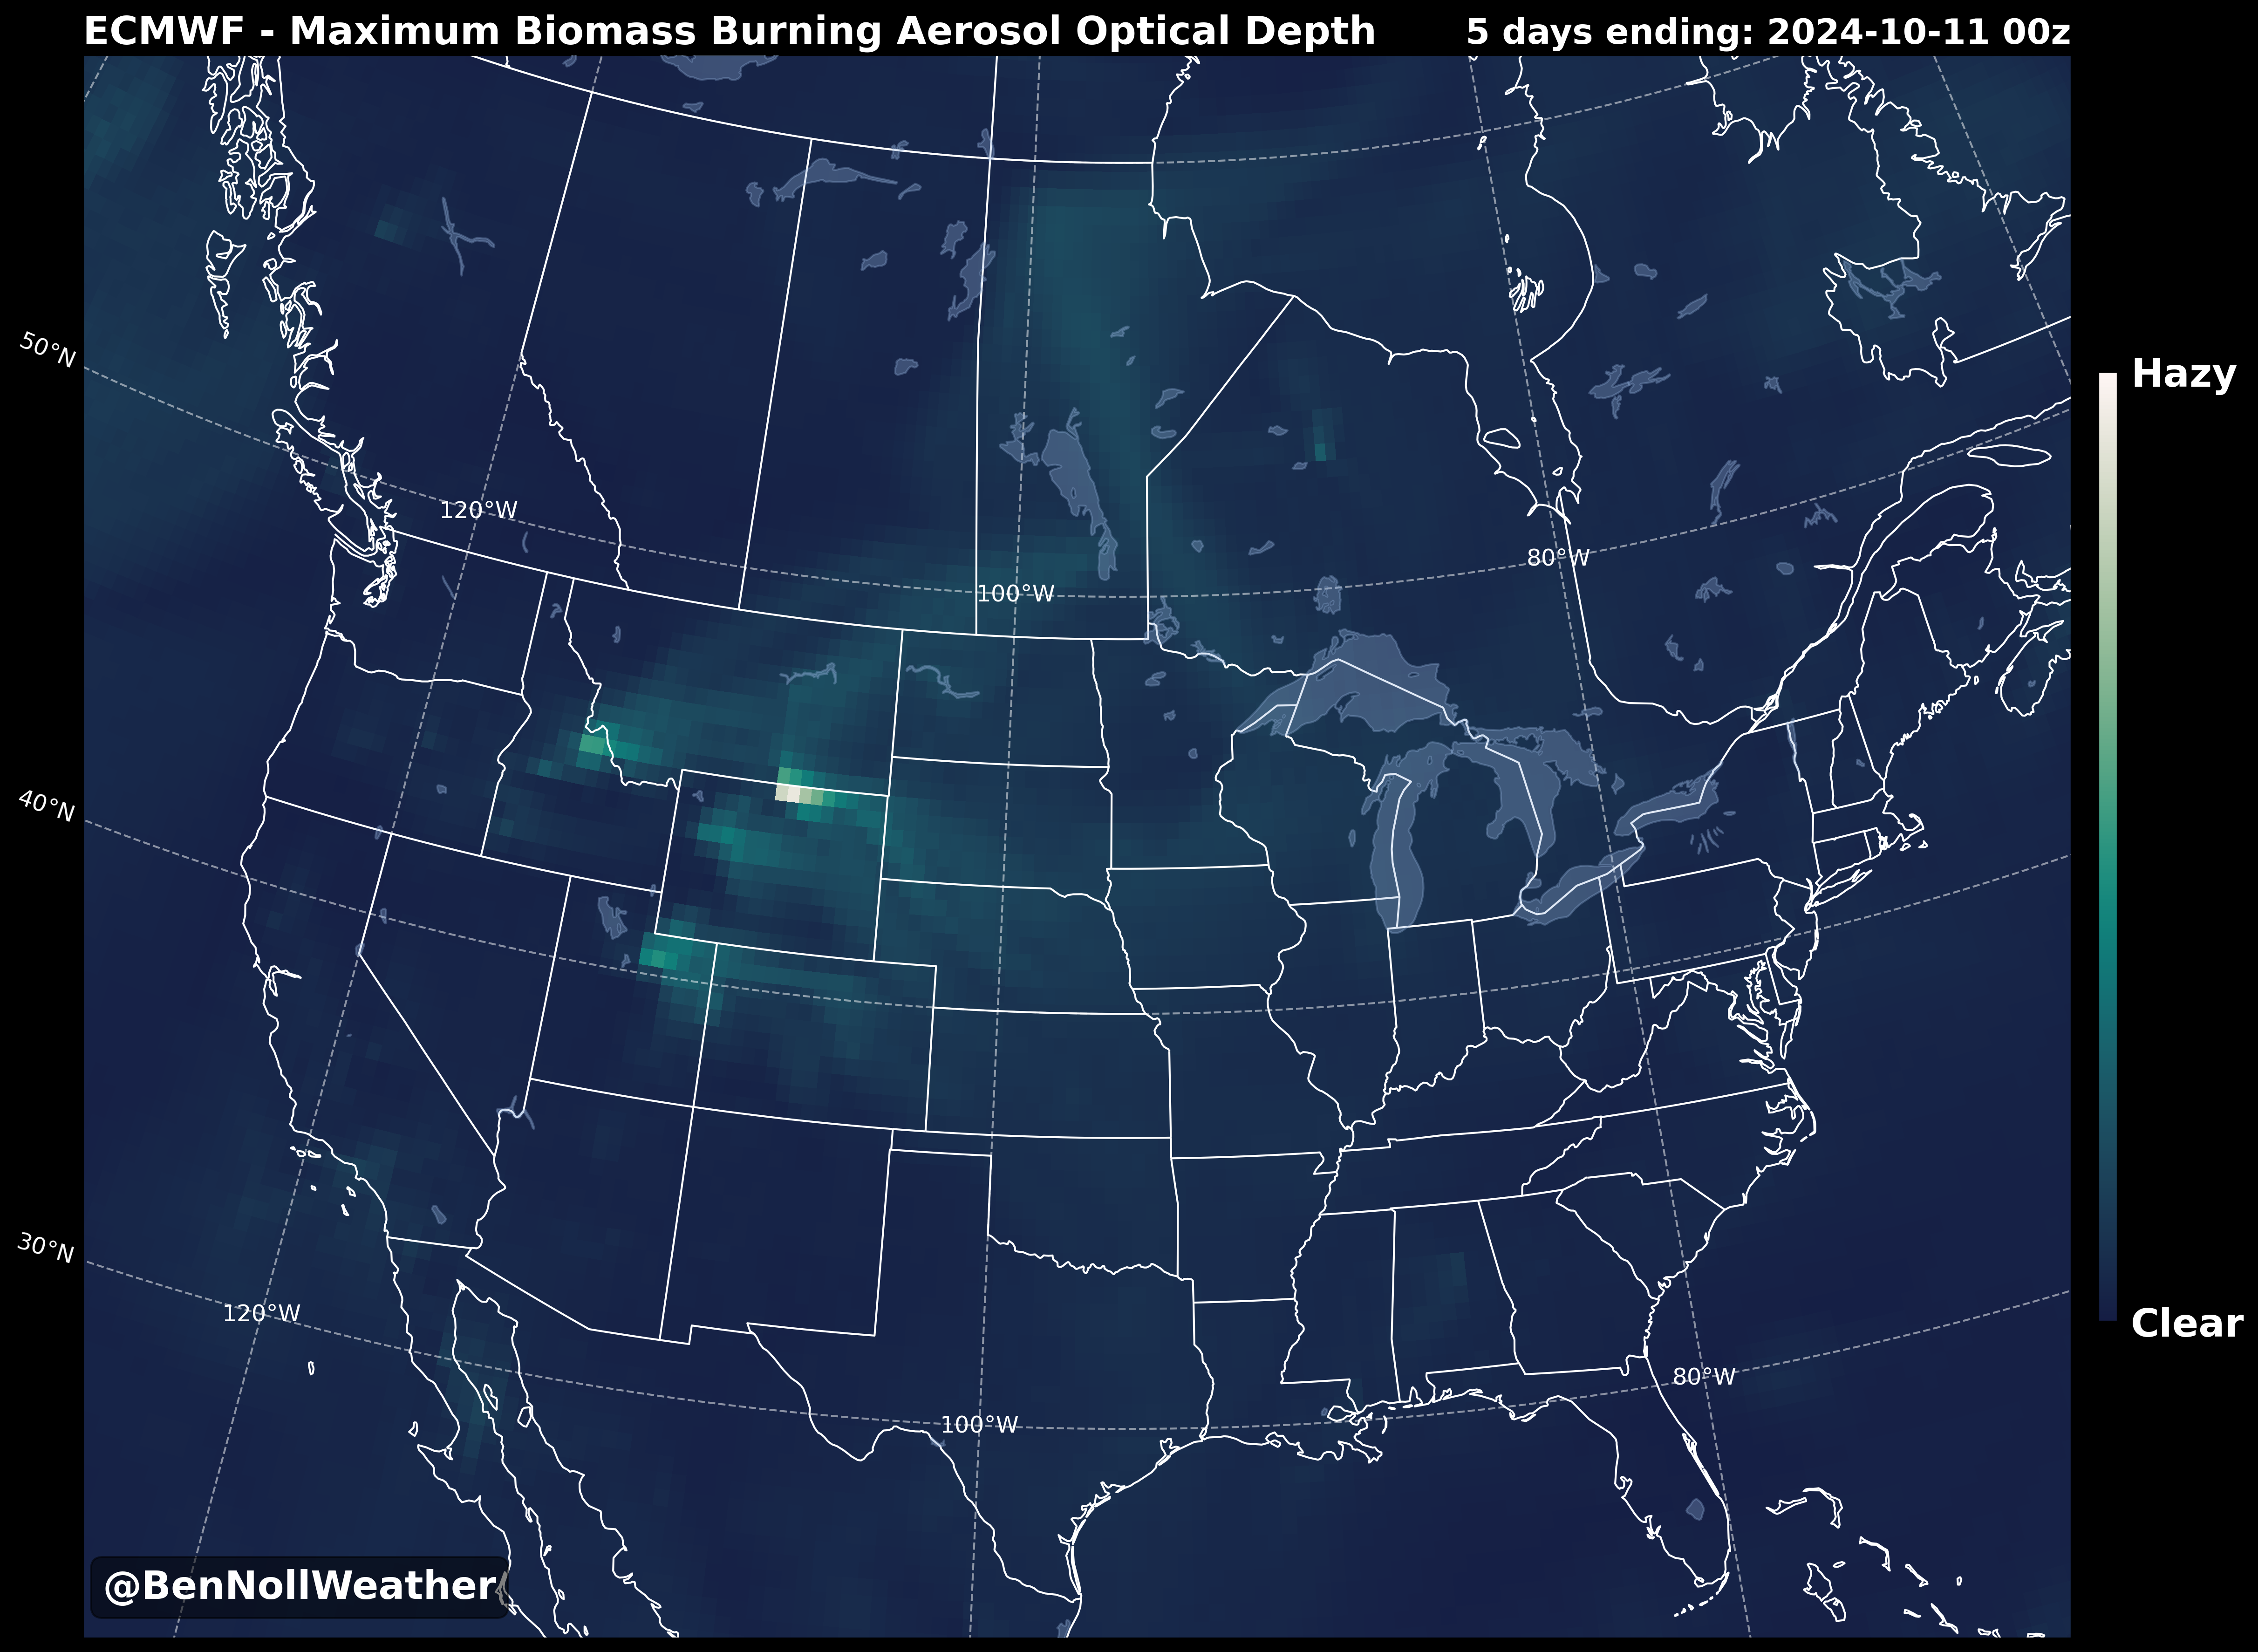 ECMWF - Maximum Biomass Burning Aerosol Optical Depth
5 days ending: 2024-10-11 00z
50°N
Hazy
120°W
80°W
100°W
40°N
30°N
120°W
Clear
80°W
100°W
@BenNollWeather